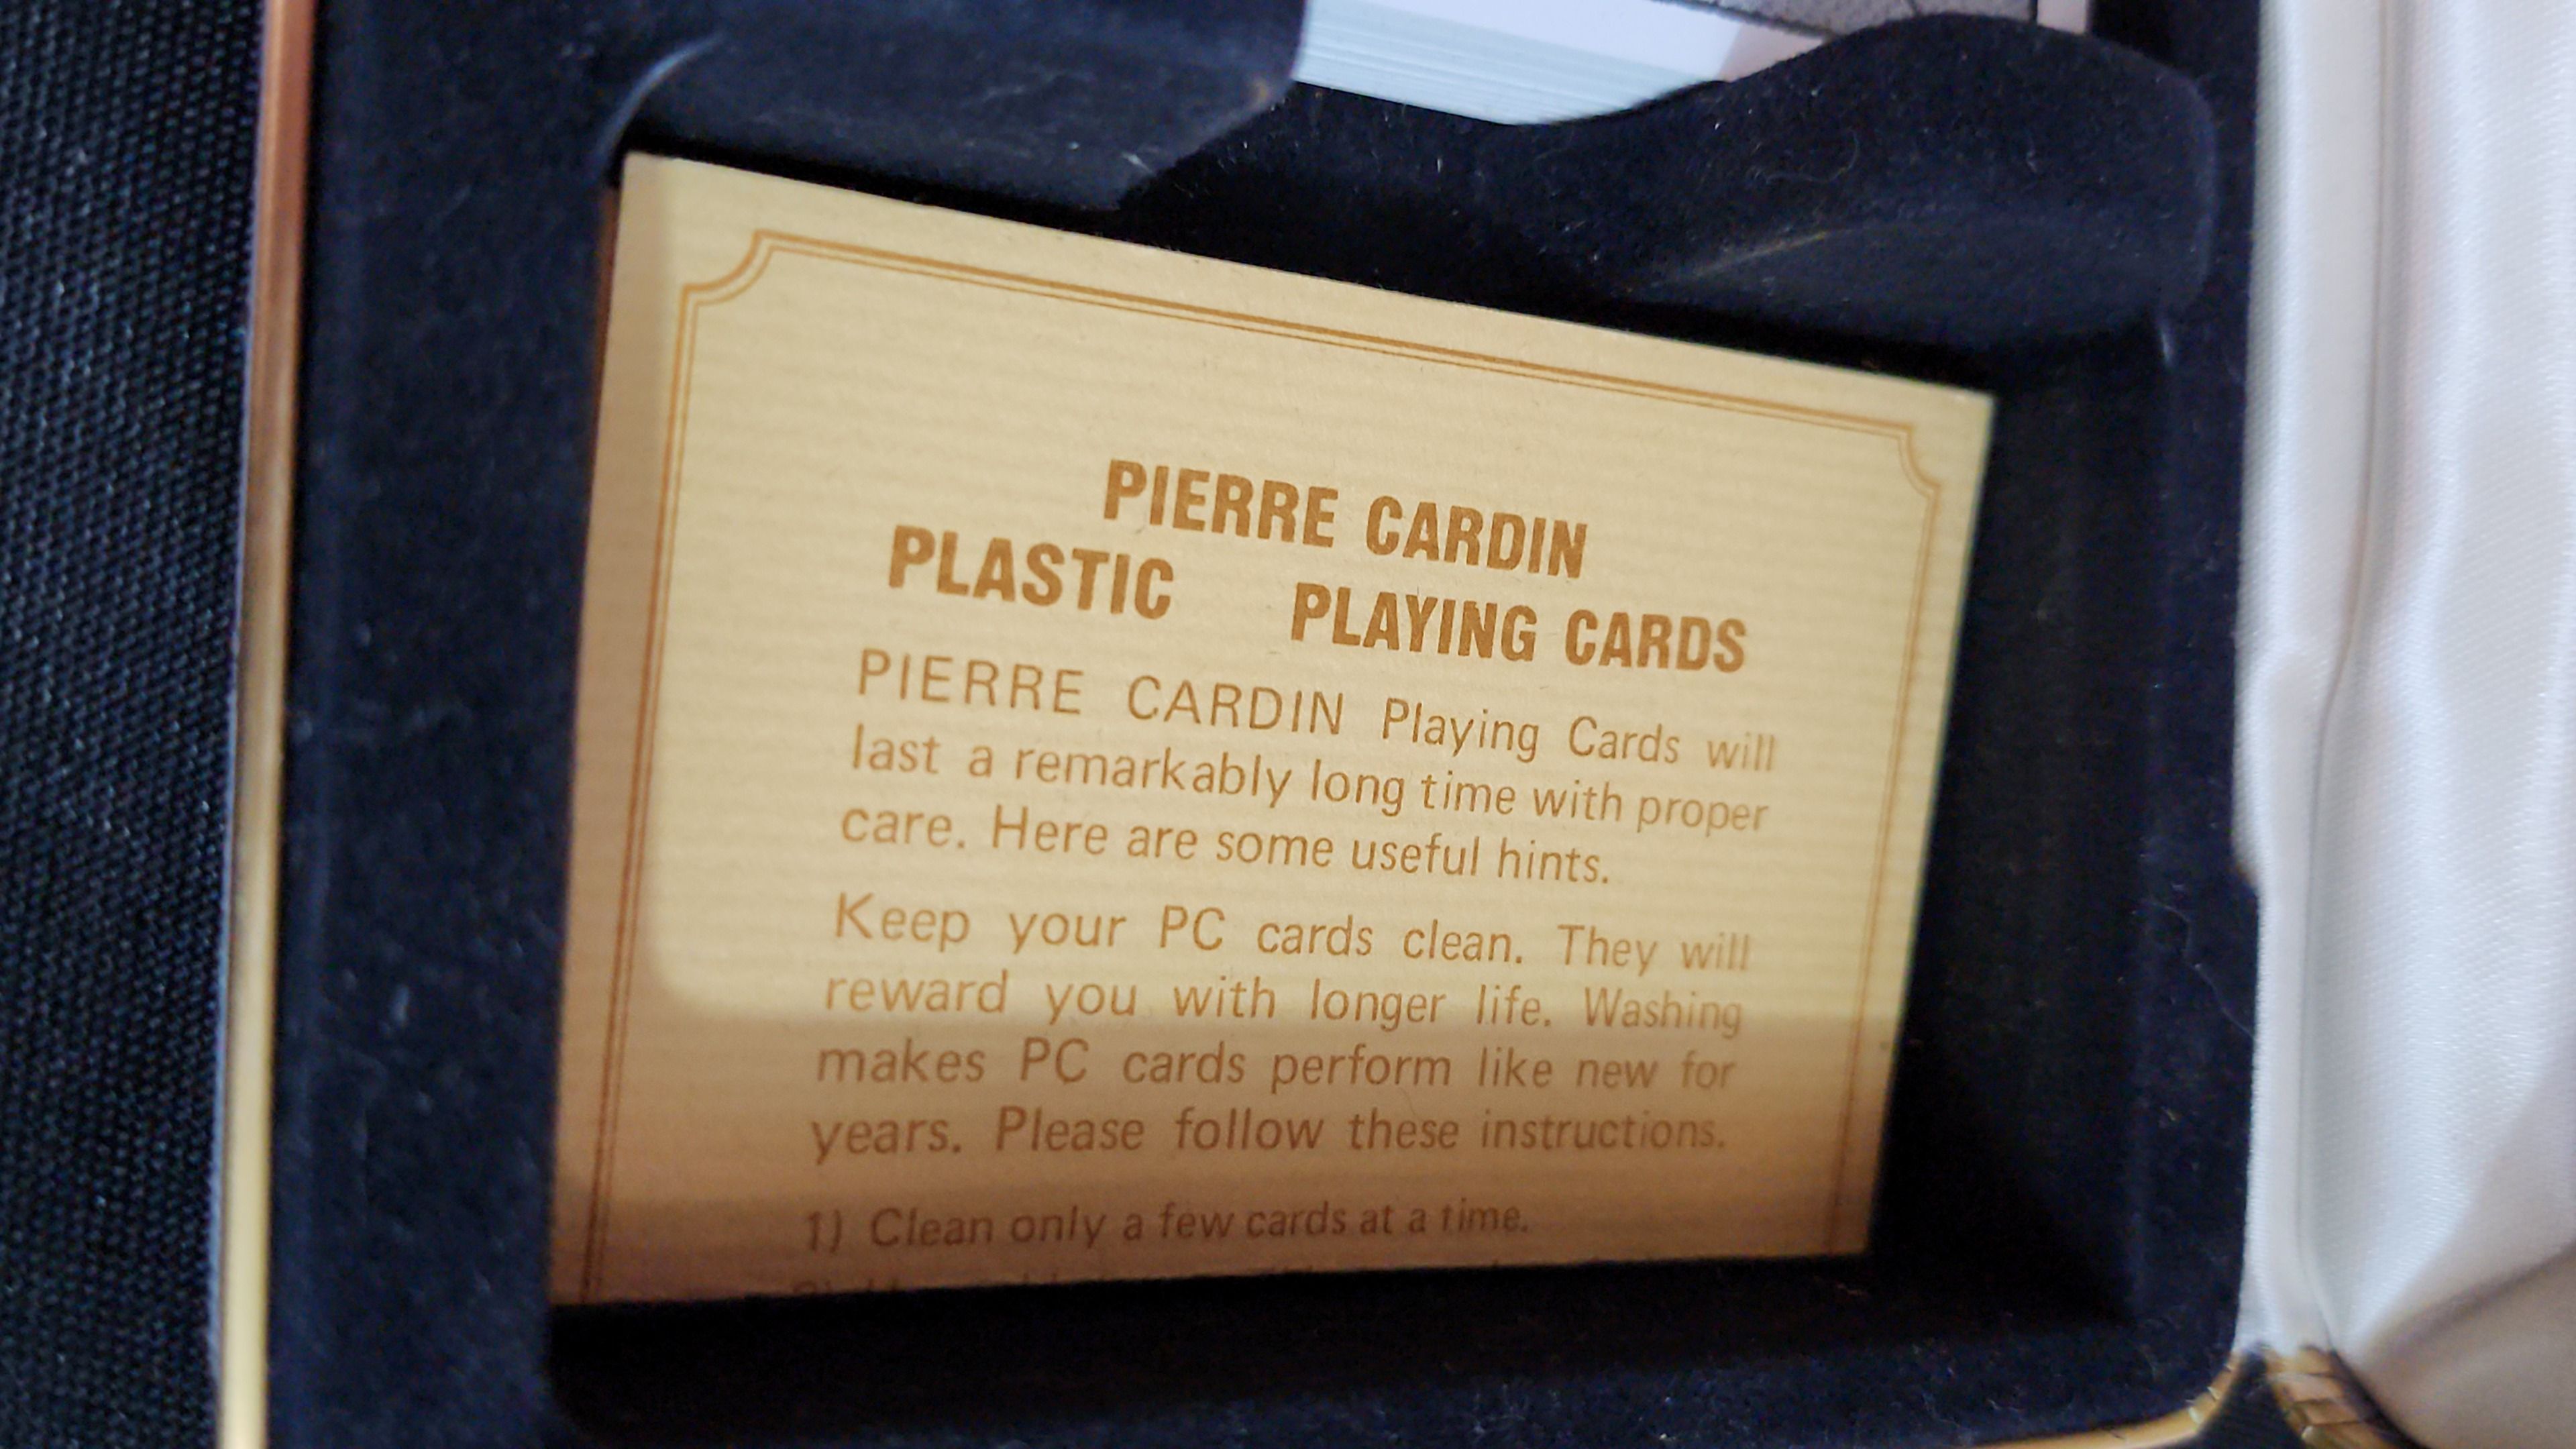 PIERRE CARDIN
PLASTIC PLAYING CARDS
PIERRE CARDIN Playing Cards will
last a remarkably long time with proper
care. Here are some useful hints.
Keep your PC cards clean. They will
reward you with longer life. Washing
makes PC cards perform like new for
years. Please follow these instructions.
1) Clean only a few cards at a time.